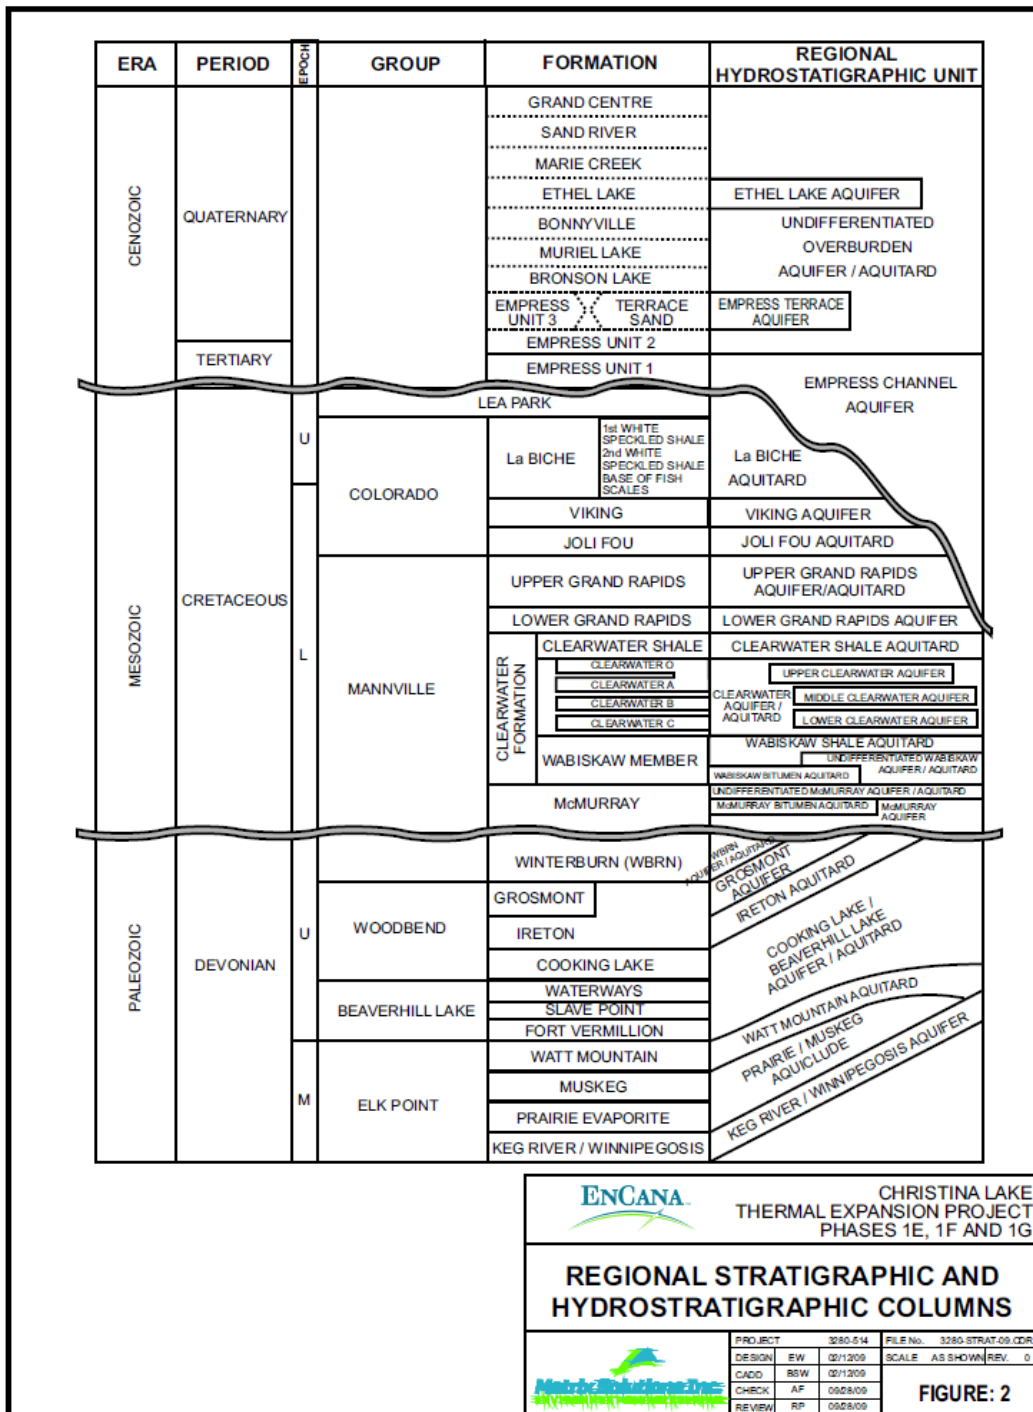 ERA
PERIOD
EPOCH
GROUP
FORMATION
REGIONAL
HYDROSTATIGRAPHIC UNIT
CENOZOIC
QUATERNARY
TERTIARY
GRAND CENTRE
SAND RIVER
MARIE CREEK
ETHEL LAKE
BONNYVILLE
MURIEL LAKE
BRONSON LAKE
EMPRESS
UNIT 3
TERRACE
SAND
EMPRESS UNIT 2
EMPRESS UNIT 1
ETHEL LAKE AQUIFER
UNDIFFERENTIATED
OVERBURDEN
AQUIFER / AQUITARD
EMPRESS TERRACE
AQUIFER
EMPRESS CHANNEL
AQUIFER
MESOZOIC
CRETACEOUS
U
L
LEA PARK
COLORADO
La BICHE
1st WHITE
SPECKLED SHALE
2nd WHITE
SPECKLED SHALE
BASE OF FISH
SCALES
La BICHE
AQUITARD
VIKING
VIKING AQUIFER
JOLI FOU
JOLI FOU AQUITARD
MANNVILLE
UPPER GRAND RAPIDS
UPPER GRAND RAPIDS
AQUIFER/AQUITARD
LOWER GRAND RAPIDS
LOWER GRAND RAPIDS AQUIFER
CLEARWATER
FORMATION
CLEARWATER SHALE
CLEARWATER SHALE AQUITARD
CLEARWATER O
CLEARWATER A
CLEARWATER B
CLEARWATER C
CLEARWATER
AQUIFER /
AQUITARD
UPPER CLEARWATER AQUIFER
MIDDLE CLEARWATER AQUIFER
LOWER CLEARWATER AQUIFER
WABISKAW MEMBER
WABISKAW SHALE AQUITARD
UNDIFFERENTIATED WABISKAW
AQUIFER / AQUITARD
WABISKAW BITUMEN AQUITARD
McMURRAY
UNDIFFERENTIATED McMURRAY AQUIFER / AQUITARD
McMURRAY BITUMEN AQUITARD
McMURRAY
AQUIFER
PALEOZOIC
DEVONIAN
U
M
WINTERBURN (WBRN)
WBRN
AQUIFER / AQUITARD
GROSMONT
AQUIFER
IRETON AQUITARD
WOODBEND
GROSMONT
IRETON
COOKING LAKE
COOKING LAKE /
BEAVERHILL LAKE
AQUIFER / AQUITARD
BEAVERHILL LAKE
WATERWAYS
SLAVE POINT
FORT VERMILLION
WATT MOUNTAIN AQUITARD
ELK POINT
WATT MOUNTAIN
MUSKEG
PRAIRIE EVAPORITE
KEG RIVER / WINNIPEGOSIS
PRAIRIE / MUSKEG
AQUICLUDE
KEG RIVER / WINNIPEGOSIS AQUIFER
ENCANA™
CHRISTINA LAKE
THERMAL EXPANSION PROJECT
PHASES 1E, 1F AND 1G
REGIONAL STRATIGRAPHIC AND
HYDROSTRATIGRAPHIC COLUMNS
Matrix Solutions Inc.
PROJECT 3280-514
FILE No. 3280-STRAT-09.CDR
DESIGN EW 02/12/09
SCALE AS SHOWN REV. 0
CADD BSW 02/12/09
CHECK AF 09/28/09
REVIEW RP 09/28/09
FIGURE: 2